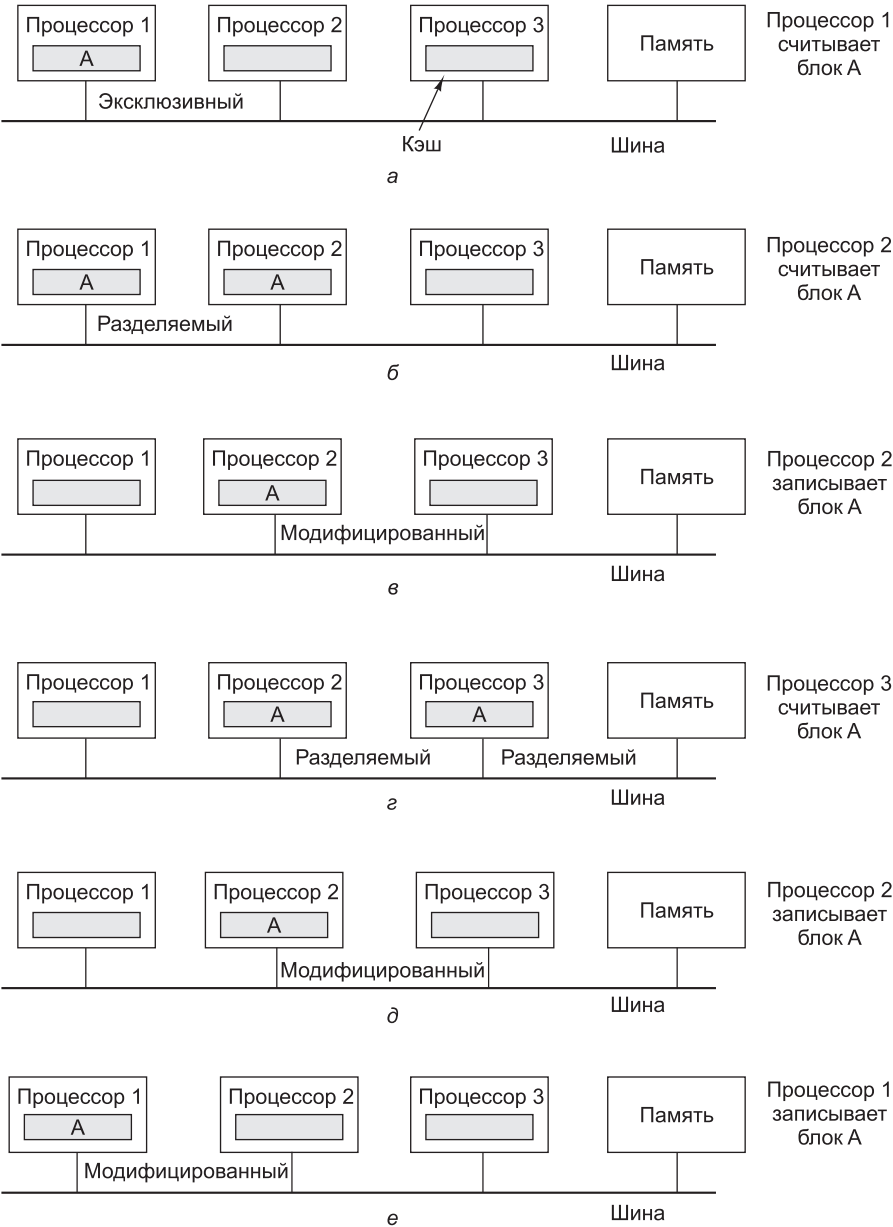 Процессор 1
A
Процессор 2
Процессор 3
Память
Процессор 1
считывает
блок A
Эксклюзивный
Кэш
Шина
а
Процессор 1
A
Процессор 2
A
Процессор 3
Память
Процессор 2
считывает
блок A
Разделяемый
Шина
б
Процессор 1
Процессор 2
A
Процессор 3
Память
Процессор 2
записывает
блок A
Модифицированный
Шина
в
Процессор 1
Процессор 2
A
Процессор 3
A
Память
Процессор 3
считывает
блок A
Разделяемый
Разделяемый
Шина
г
Процессор 1
Процессор 2
A
Процессор 3
Память
Процессор 2
записывает
блок A
Модифицированный
Шина
д
Процессор 1
A
Процессор 2
Процессор 3
Память
Процессор 1
записывает
блок A
Модифицированный
Шина
е